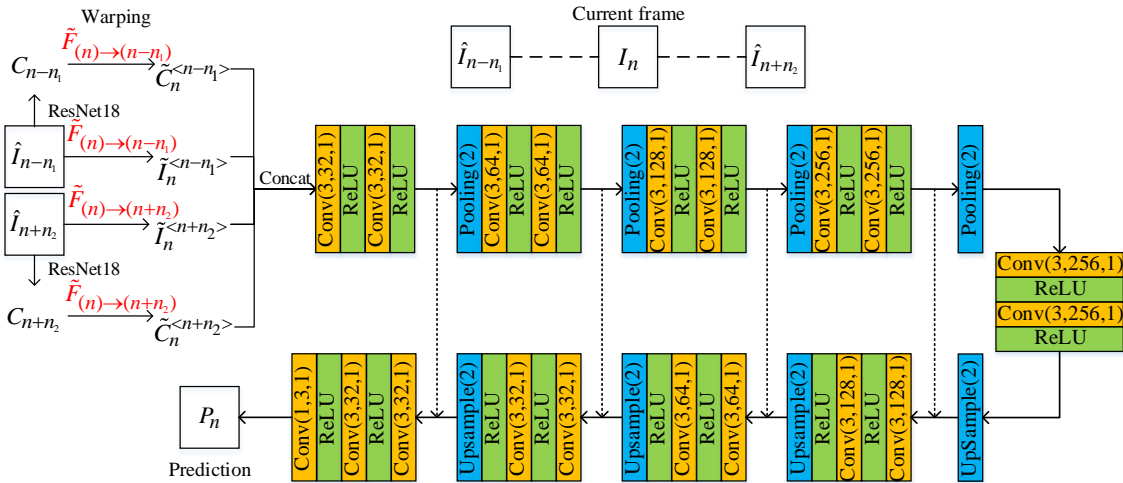 Warping
Current frame
F̃(n)→(n−n₁)
Cₙ₋ₙ₁
C̃ₙ<n−n₁>
Îₙ₋ₙ₁
Iₙ
Îₙ₊ₙ₂
ResNet18
F̃(n)→(n−n₁)
Îₙ₋ₙ₁
Ĩₙ<n−n₁>
Concat
F̃(n)→(n+n₂)
Îₙ₊ₙ₂
Ĩₙ<n+n₂>
ResNet18
F̃(n)→(n+n₂)
Cₙ₊ₙ₂
C̃ₙ<n+n₂>
Conv(3,32,1)
ReLU
Conv(3,32,1)
ReLU
Pooling(2)
Conv(3,64,1)
ReLU
Conv(3,64,1)
ReLU
Pooling(2)
Conv(3,128,1)
ReLU
Conv(3,128,1)
ReLU
Pooling(2)
Conv(3,256,1)
ReLU
Conv(3,256,1)
ReLU
Pooling(2)
Conv(3,256,1)
ReLU
Conv(3,256,1)
ReLU
Pₙ
Prediction
Conv(1,3,1)
ReLU
Conv(3,32,1)
ReLU
Conv(3,32,1)
Upsample(2)
ReLU
Conv(3,32,1)
ReLU
Conv(3,32,1)
Upsample(2)
ReLU
Conv(3,64,1)
ReLU
Conv(3,64,1)
Upsample(2)
ReLU
Conv(3,128,1)
ReLU
Conv(3,128,1)
UpSample(2)